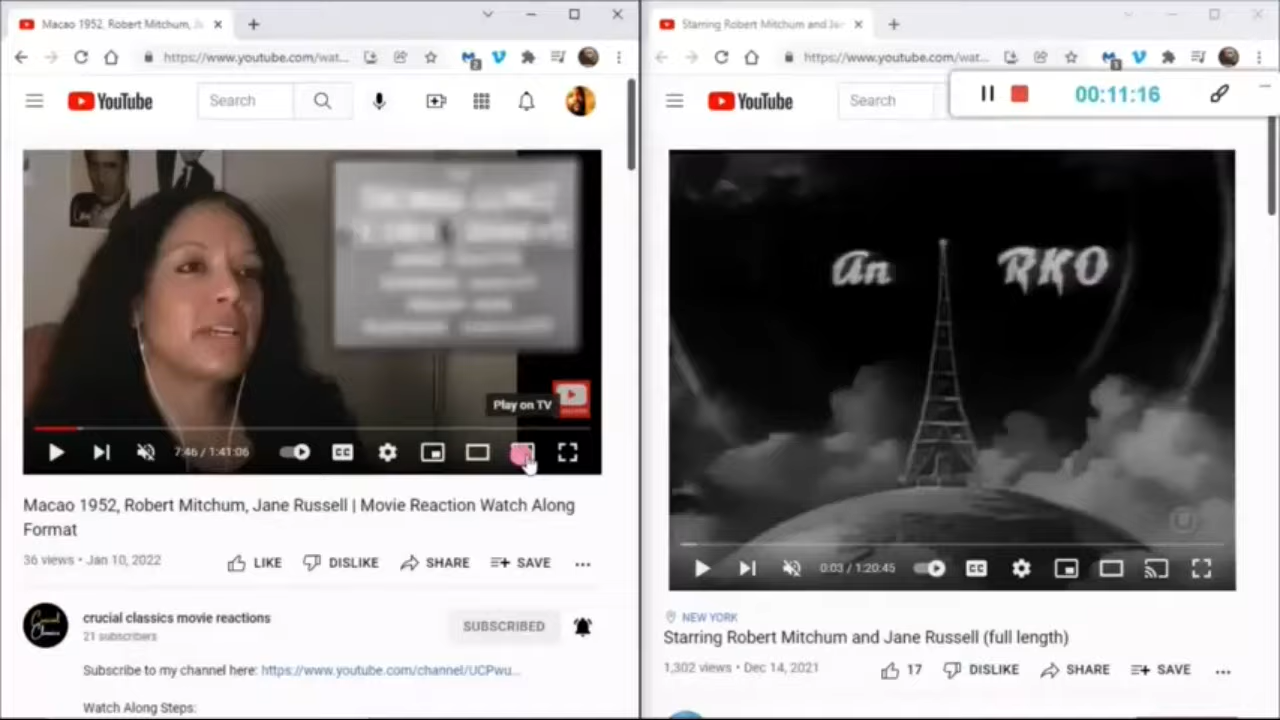 Macao 1952, Robert Mitchum, J
https://www.youtube.com/wat...
YouTube
Search
Play on TV
7:46 / 1:41:06
CC
Macao 1952, Robert Mitchum, Jane Russell | Movie Reaction Watch Along
Format
36 views • Jan 10, 2022
LIKE
DISLIKE
SHARE
SAVE
Crucial
Classics
crucial classics movie reactions
21 subscribers
SUBSCRIBED
Subscribe to my channel here: https://www.youtube.com/channel/UCPwu...
Watch Along Steps:
Starring Robert Mitchum and Jan
https://www.youtube.com/wat...
00:11:16
YouTube
Search
An RKO
0:03 / 1:20:45
CC
NEW YORK
Starring Robert Mitchum and Jane Russell (full length)
1,302 views • Dec 14, 2021
17
DISLIKE
SHARE
SAVE